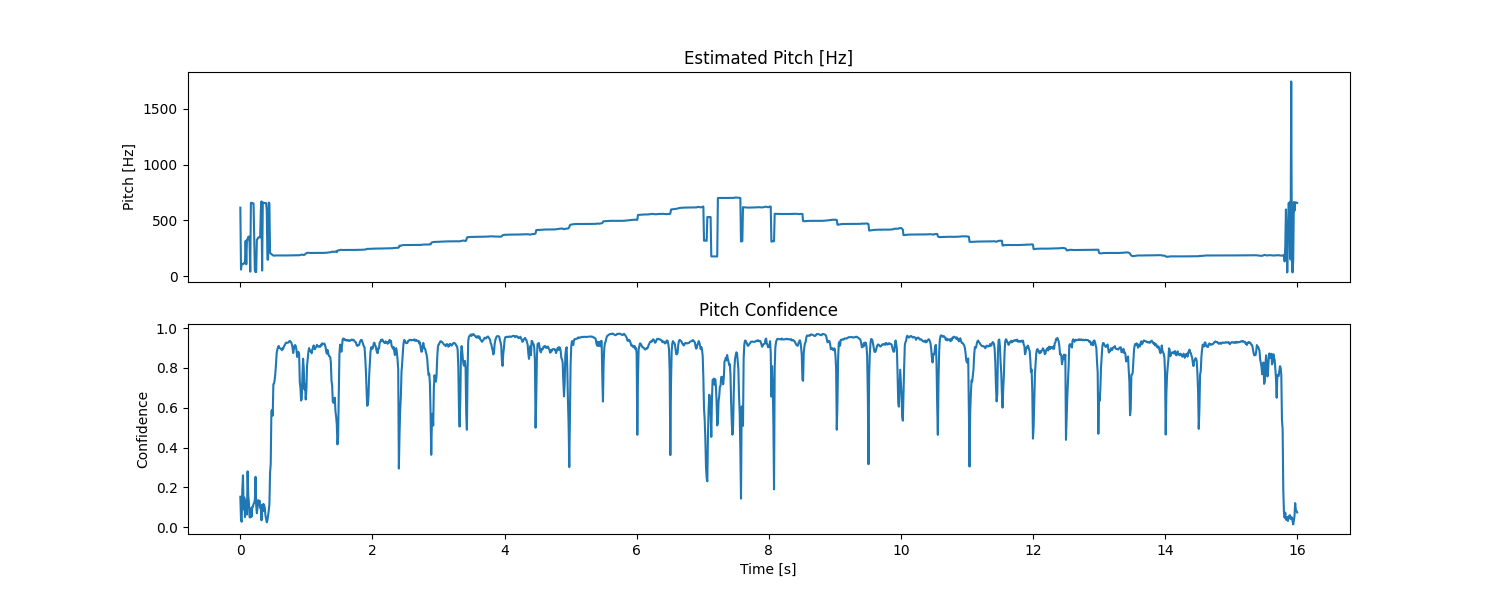 Estimated Pitch [Hz]
Pitch [Hz]
1500
1000
500
0
Pitch Confidence
Confidence
1.0
0.8
0.6
0.4
0.2
0.0
0 2 4 6 8 10 12 14 16
Time [s]